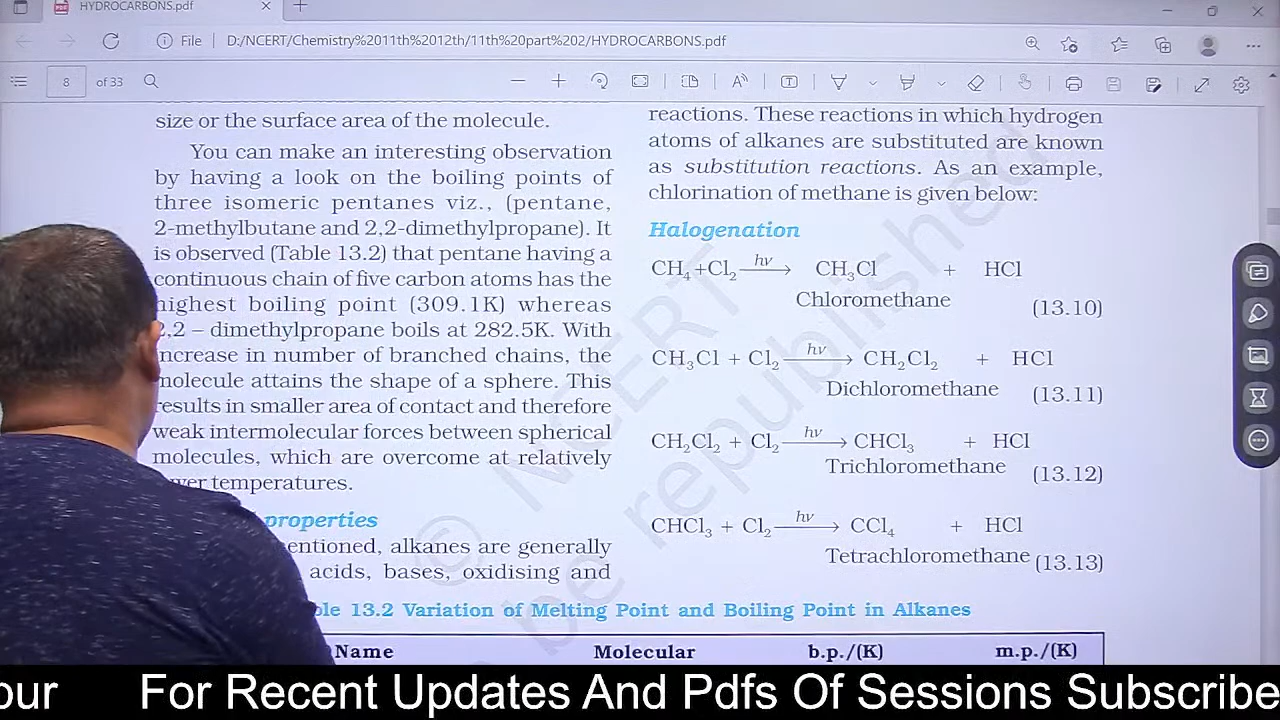 HYDROCARBONS.pdf
File | D:/NCERT/Chemistry%2011th%2012th/11th%20part%202/HYDROCARBONS.pdf
8 of 33
size or the surface area of the molecule.
You can make an interesting observation
by having a look on the boiling points of
three isomeric pentanes viz., (pentane,
2-methylbutane and 2,2-dimethylpropane). It
is observed (Table 13.2) that pentane having a
continuous chain of five carbon atoms has the
highest boiling point (309.1K) whereas
2,2 – dimethylpropane boils at 282.5K. With
increase in number of branched chains, the
molecule attains the shape of a sphere. This
results in smaller area of contact and therefore
weak intermolecular forces between spherical
molecules, which are overcome at relatively
temperatures.
properties
alkanes are generally
acids, bases, oxidising and
reactions. These reactions in which hydrogen
atoms of alkanes are substituted are known
as substitution reactions. As an example,
chlorination of methane is given below:
Halogenation
CH₄+Cl₂ —hν→ CH₃Cl + HCl
Chloromethane (13.10)
CH₃Cl + Cl₂ —hν→ CH₂Cl₂ + HCl
Dichloromethane (13.11)
CH₂Cl₂ + Cl₂ —hν→ CHCl₃ + HCl
Trichloromethane (13.12)
CHCl₃ + Cl₂ —hν→ CCl₄ + HCl
Tetrachloromethane (13.13)
13.2 Variation of Melting Point and Boiling Point in Alkanes
Name Molecular b.p./(K) m.p./(K)
© NCERT
be republished
For Recent Updates And Pdfs Of Sessions Subscribe